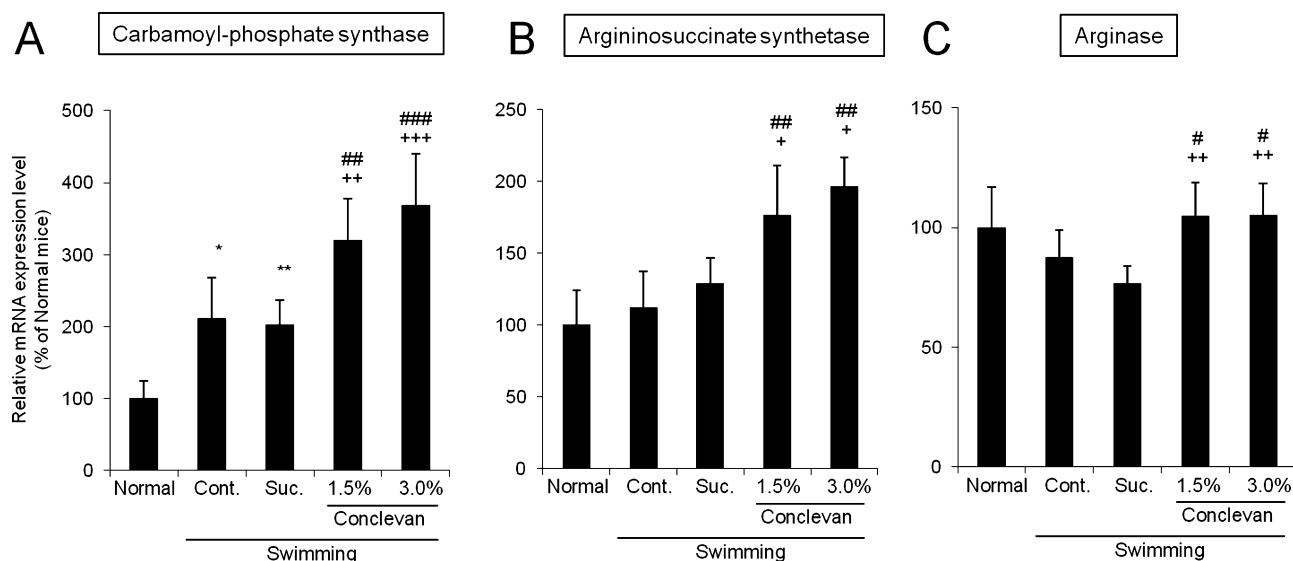 A
Carbamoyl-phosphate synthase
Relative mRNA expression level
(% of Normal mice)
500
400
300
200
100
0
*
**
##
++
###
+++
Normal Cont. Suc. 1.5% 3.0%
Conclevan
Swimming
B
Argininosuccinate synthetase
250
200
150
100
50
0
##
+
##
+
Normal Cont. Suc. 1.5% 3.0%
Conclevan
Swimming
C
Arginase
150
100
50
0
#
++
#
++
Normal Cont. Suc. 1.5% 3.0%
Conclevan
Swimming